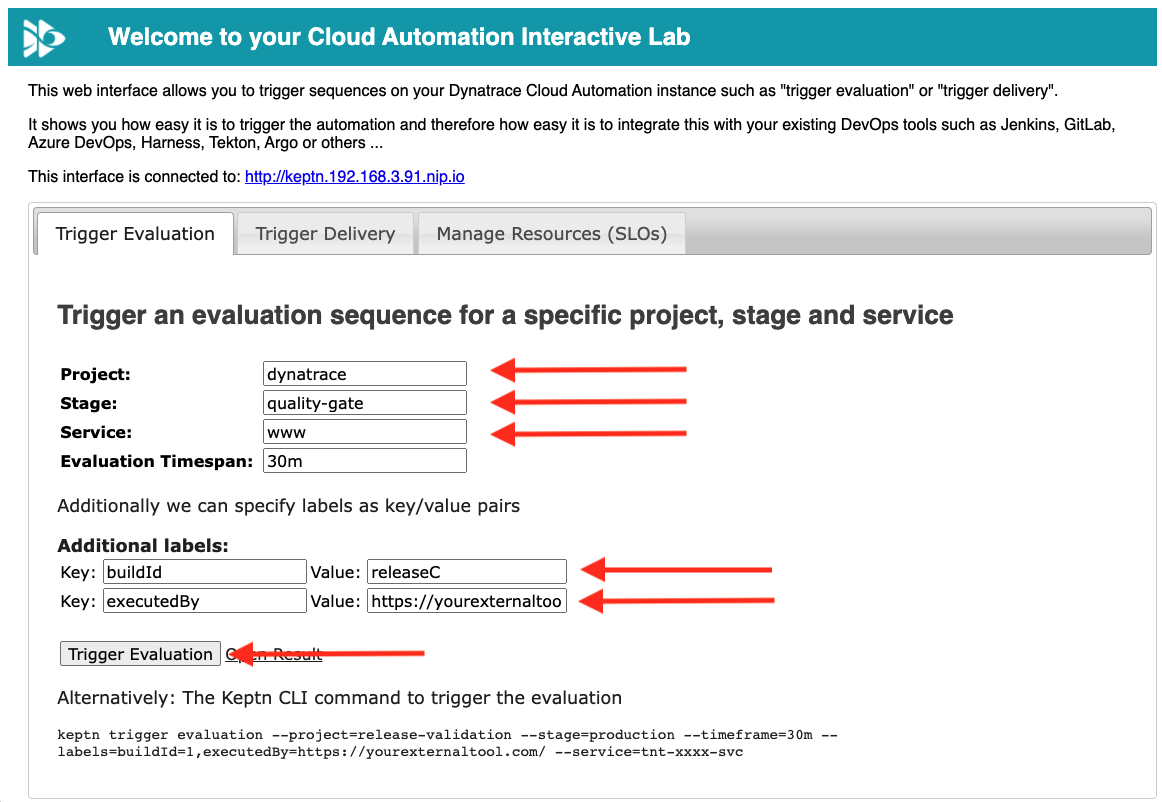 Welcome to your Cloud Automation Interactive Lab
This web interface allows you to trigger sequences on your Dynatrace Cloud Automation instance such as "trigger evaluation" or "trigger delivery".
It shows you how easy it is to trigger the automation and therefore how easy it is to integrate this with your existing DevOps tools such as Jenkins, GitLab,
Azure DevOps, Harness, Tekton, Argo or others ...
This interface is connected to: http://keptn.192.168.3.91.nip.io
Trigger Evaluation Trigger Delivery Manage Resources (SLOs)
Trigger an evaluation sequence for a specific project, stage and service
Project: dynatrace
Stage: quality-gate
Service: www
Evaluation Timespan: 30m
Additionally we can specify labels as key/value pairs
Additional labels:
Key: buildId Value: releaseC
Key: executedBy Value: https://yourexternaltoo
Trigger Evaluation Open Result
Alternatively: The Keptn CLI command to trigger the evaluation
keptn trigger evaluation --project=release-validation --stage=production --timeframe=30m --
labels=buildId=1,executedBy=https://yourexternaltool.com/ --service=tnt-xxxx-svc